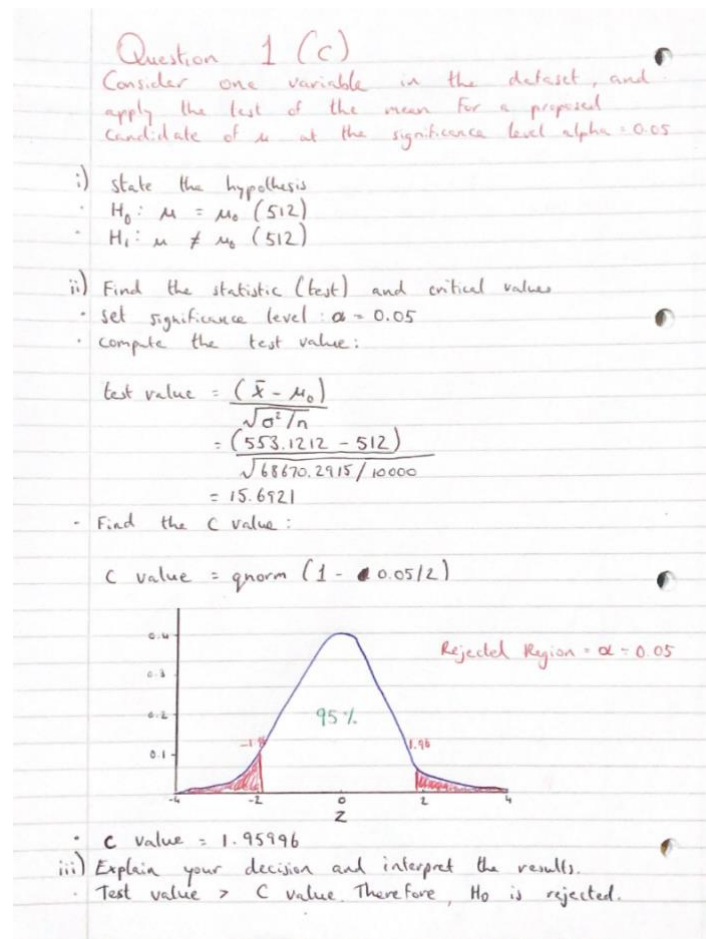 Question 1 (c)
Consider one variable in the dataset, and
apply the test of the mean for a proposed
candidate of μ at the significance level alpha = 0.05
i) state the hypothesis
· H₀: μ = μ₀ (512)
· H₁: μ ≠ μ₀ (512)
ii) Find the statistic (test) and critical values
· set significance level : α = 0.05
· compute the test value :
test value = (x̄ - μ₀)
√σ²/n
= (553.1212 - 512)
√68670.2915/10000
= 15.6921
- Find the C value :
C value = qnorm (1 - 0.05/2)
0.4
Rejected Region = α = 0.05
0.3
0.2
95%
0.1
1.96
-4
-2
0
2
4
Z
· C value = 1.95996
iii) Explain your decision and interpret the results.
· Test value > C value. Therefore, H₀ is rejected.